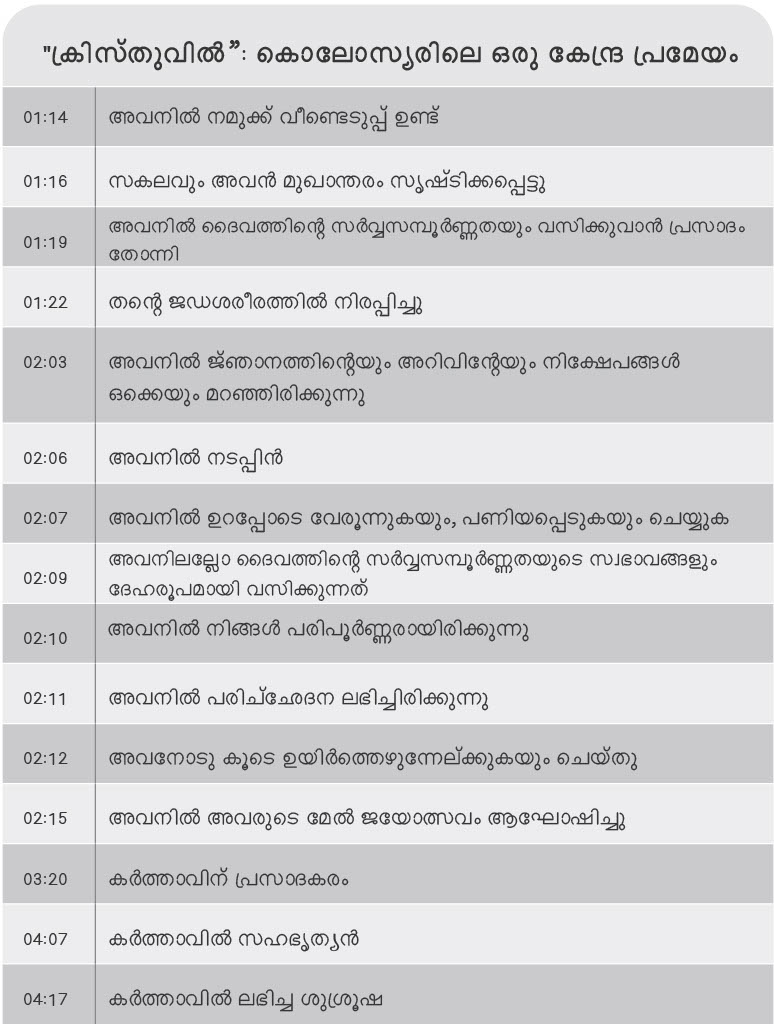 "ക്രിസ്തുവിൽ”: കൊലോസ്യരിലെ ഒരു കേന്ദ്ര പ്രമേയം
01:14 അവനിൽ നമുക്ക് വീണ്ടെടുപ്പ് ഉണ്ട്
01:16 സകലവും അവൻ മുഖാന്തരം സൃഷ്ടിക്കപ്പെട്ടു
01:19 അവനിൽ ദൈവത്തിന്റെ സർവ്വസമ്പൂർണ്ണതയും വസിക്കുവാൻ പ്രസാദം
തോന്നി
01:22 തന്റെ ജഡശരീരത്തിൽ നിരപ്പിച്ചു
02:03 അവനിൽ ജ്ഞാനത്തിന്റെയും അറിവിന്റേയും നിക്ഷേപങ്ങൾ
ഒക്കെയും മറഞ്ഞിരിക്കുന്നു
02:06 അവനിൽ നടപ്പിൻ
02:07 അവനിൽ ഉറപ്പോടെ വേരൂന്നുകയും, പണിയപ്പെടുകയും ചെയ്യുക
02:09 അവനിലല്ലോ ദൈവത്തിന്റെ സർവ്വസമ്പൂർണ്ണതയുടെ സ്വഭാവങ്ങളും
ദേഹരൂപമായി വസിക്കുന്നത്
02:10 അവനിൽ നിങ്ങൾ പരിപൂർണ്ണരായിരിക്കുന്നു
02:11 അവനിൽ പരിച്ഛേദന ലഭിച്ചിരിക്കുന്നു
02:12 അവനോടു കൂടെ ഉയിർത്തെഴുന്നേല്ക്കുകയും ചെയ്തു
02:15 അവനിൽ അവരുടെ മേൽ ജയോത്സവം ആഘോഷിച്ചു
03:20 കർത്താവിന് പ്രസാദകരം
04:07 കർത്താവിൽ സഹഭൃത്യൻ
04:17 കർത്താവിൽ ലഭിച്ച ശുശ്രൂഷ